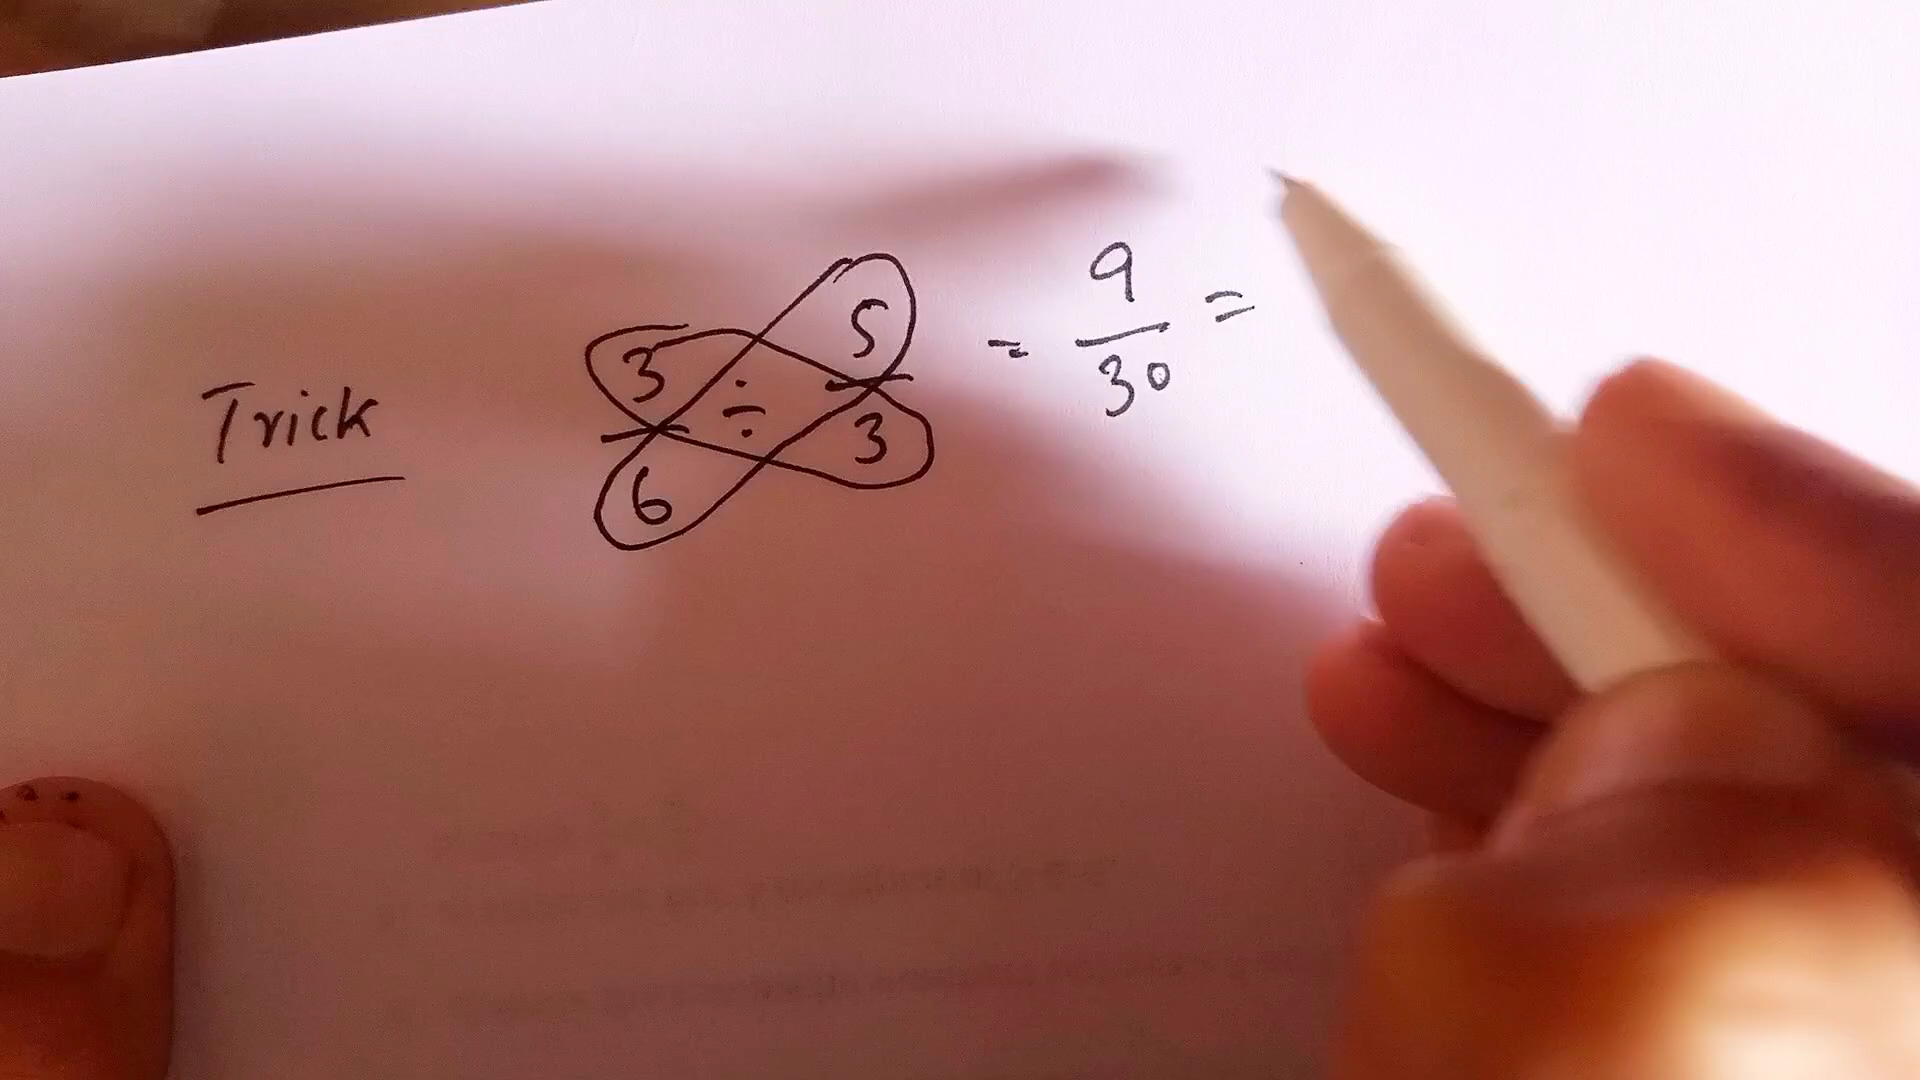 Trick 3/6 ÷ 5/3 = 9/30 =